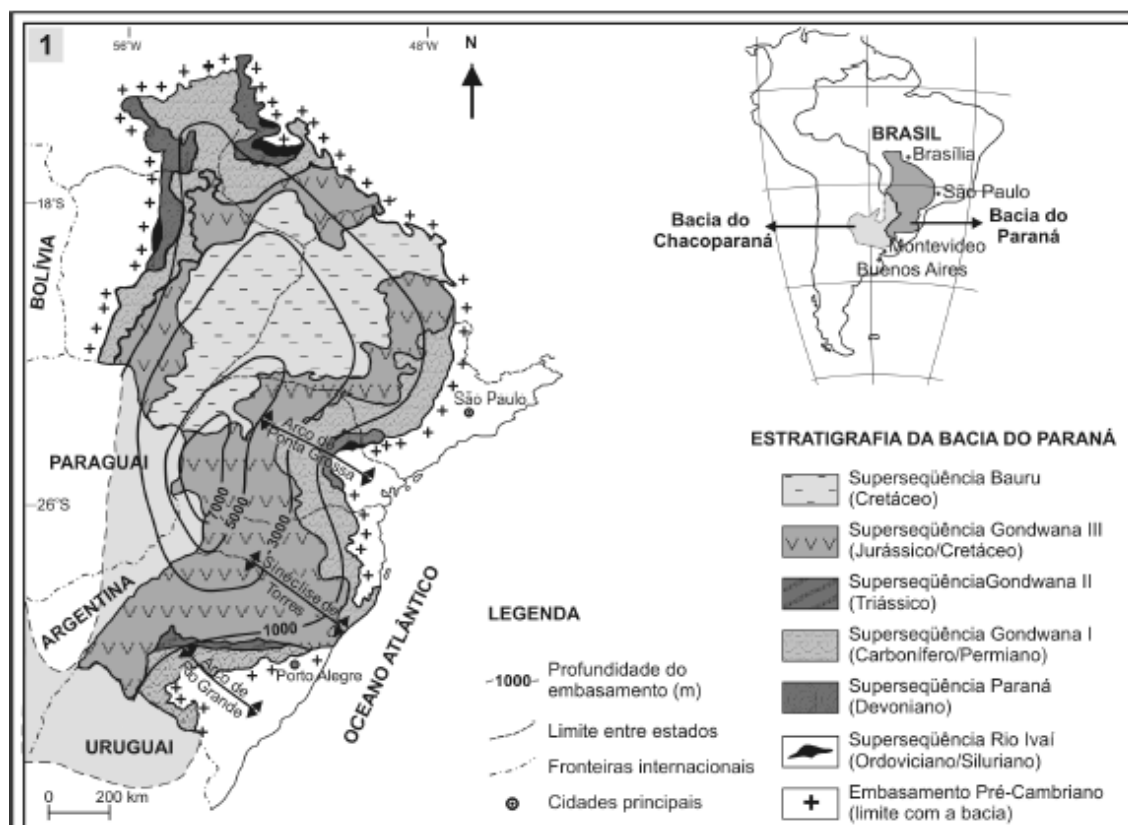 1
56°W
48°W
N
18°S
BOLÍVIA
São Paulo
Arco de
Ponta Grossa
PARAGUAI
26°S
7000
5000
3000
Sinéclise de
Torres
ARGENTINA
1000
Porto Alegre
Arco de
Rio Grande
URUGUAI
OCEANO ATLÂNTICO
0 200 km
LEGENDA
-1000- Profundidade do
embasamento (m)
Limite entre estados
Fronteiras internacionais
Cidades principais
BRASIL
Brasília
São Paulo
Bacia do
Chacoparaná
Bacia do
Paraná
Montevideo
Buenos Aires
ESTRATIGRAFIA DA BACIA DO PARANÁ
Superseqüência Bauru
(Cretáceo)
Superseqüência Gondwana III
(Jurássico/Cretáceo)
SuperseqüênciaGondwana II
(Triássico)
Superseqüência Gondwana I
(Carbonífero/Permiano)
Superseqüência Paraná
(Devoniano)
Superseqüência Rio Ivaí
(Ordoviciano/Siluriano)
Embasamento Pré-Cambriano
(limite com a bacia)